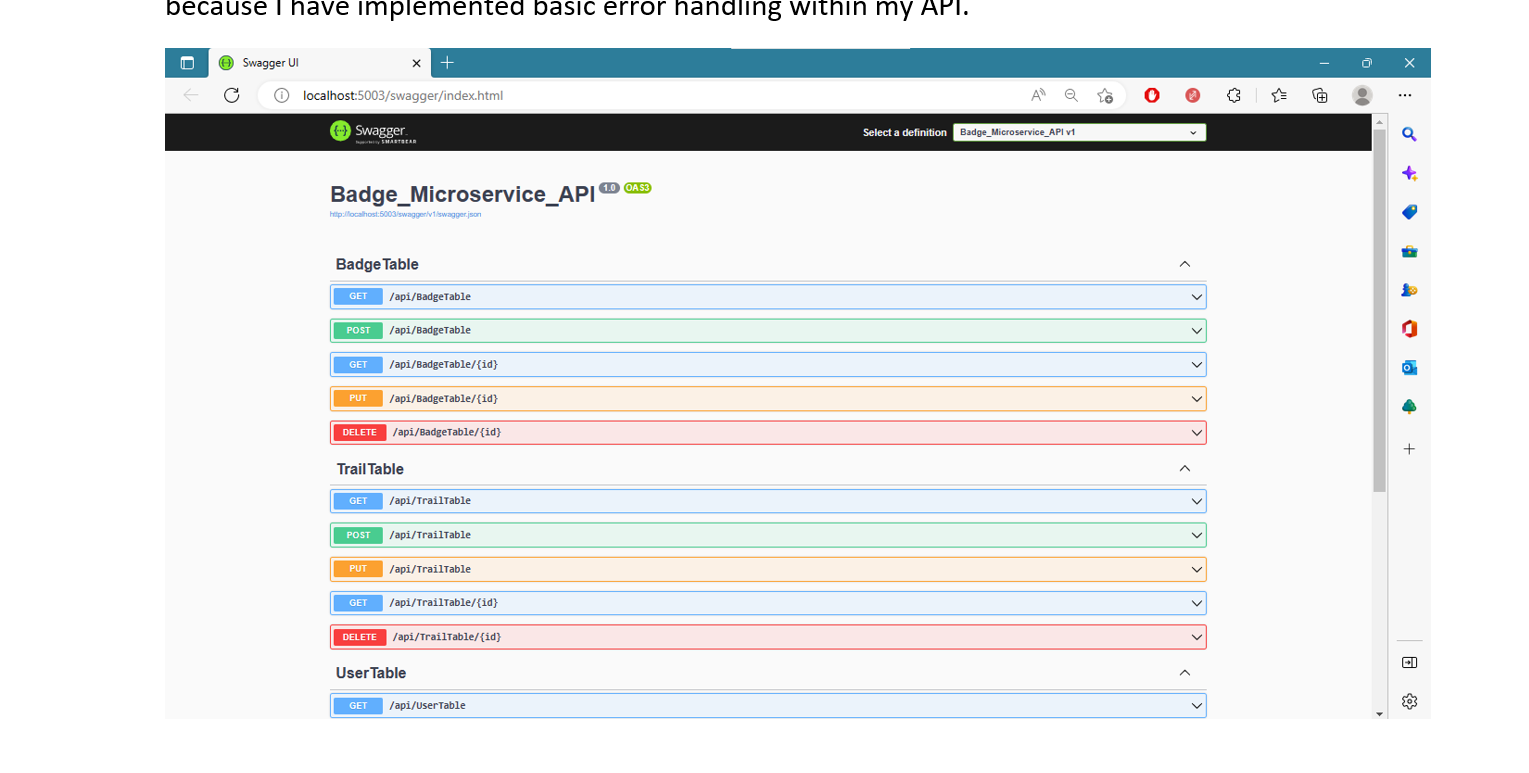 because I have implemented basic error handling within my API.
Swagger UI
localhost:5003/swagger/index.html
Swagger.
Supported by SMARTBEAR
Select a definition
Badge_Microservice_API v1
Badge_Microservice_API 1.0 OAS3
http://localhost:5003/swagger/v1/swagger.json
BadgeTable
GET /api/BadgeTable
POST /api/BadgeTable
GET /api/BadgeTable/{id}
PUT /api/BadgeTable/{id}
DELETE /api/BadgeTable/{id}
TrailTable
GET /api/TrailTable
POST /api/TrailTable
PUT /api/TrailTable
GET /api/TrailTable/{id}
DELETE /api/TrailTable/{id}
UserTable
GET /api/UserTable